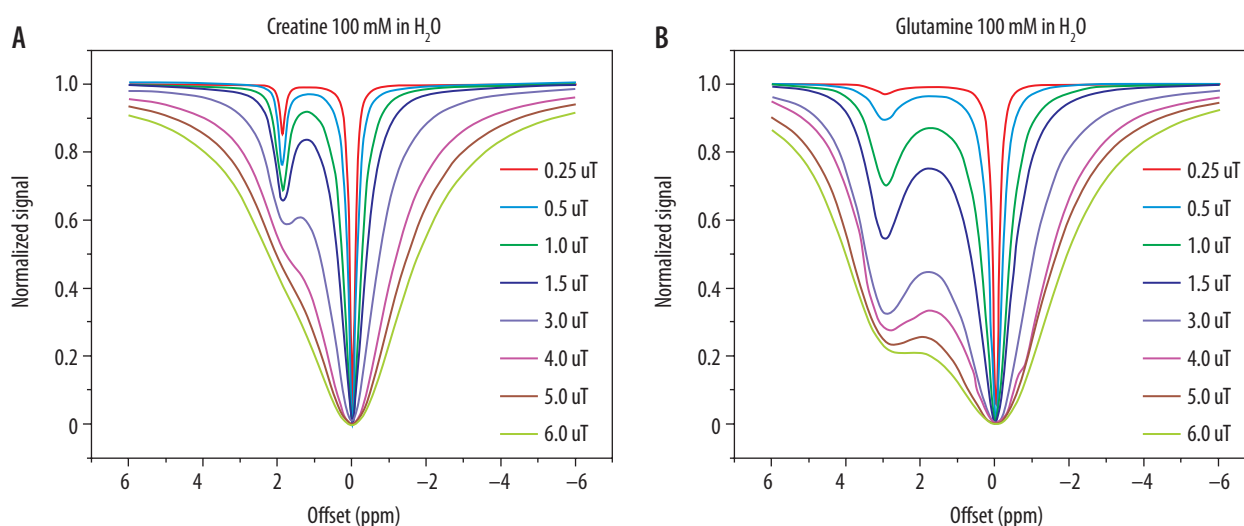 A
Creatine 100 mM in H₂O
Normalized signal
1.0
0.8
0.6
0.4
0.2
0
6
4
2
0
−2
−4
−6
Offset (ppm)
0.25 uT
0.5 uT
1.0 uT
1.5 uT
3.0 uT
4.0 uT
5.0 uT
6.0 uT
B
Glutamine 100 mM in H₂O
Normalized signal
1.0
0.8
0.6
0.4
0.2
0
6
4
2
0
−2
−4
−6
Offset (ppm)
0.25 uT
0.5 uT
1.0 uT
1.5 uT
3.0 uT
4.0 uT
5.0 uT
6.0 uT